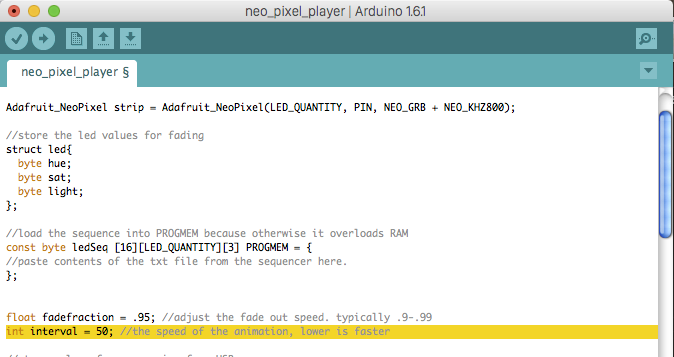 neo_pixel_player | Arduino 1.6.1
neo_pixel_player §
Adafruit_NeoPixel strip = Adafruit_NeoPixel(LED_QUANTITY, PIN, NEO_GRB + NEO_KHZ800);
//store the led values for fading
struct led{
  byte hue;
  byte sat;
  byte light;
};
//load the sequence into PROGMEM because otherwise it overloads RAM
const byte ledSeq [16][LED_QUANTITY][3] PROGMEM = {
//paste contents of the txt file from the sequencer here.
};
float fadefraction = .95; //adjust the fade out speed. typically .9-.99
int interval = 50; //the speed of the animation, lower is faster